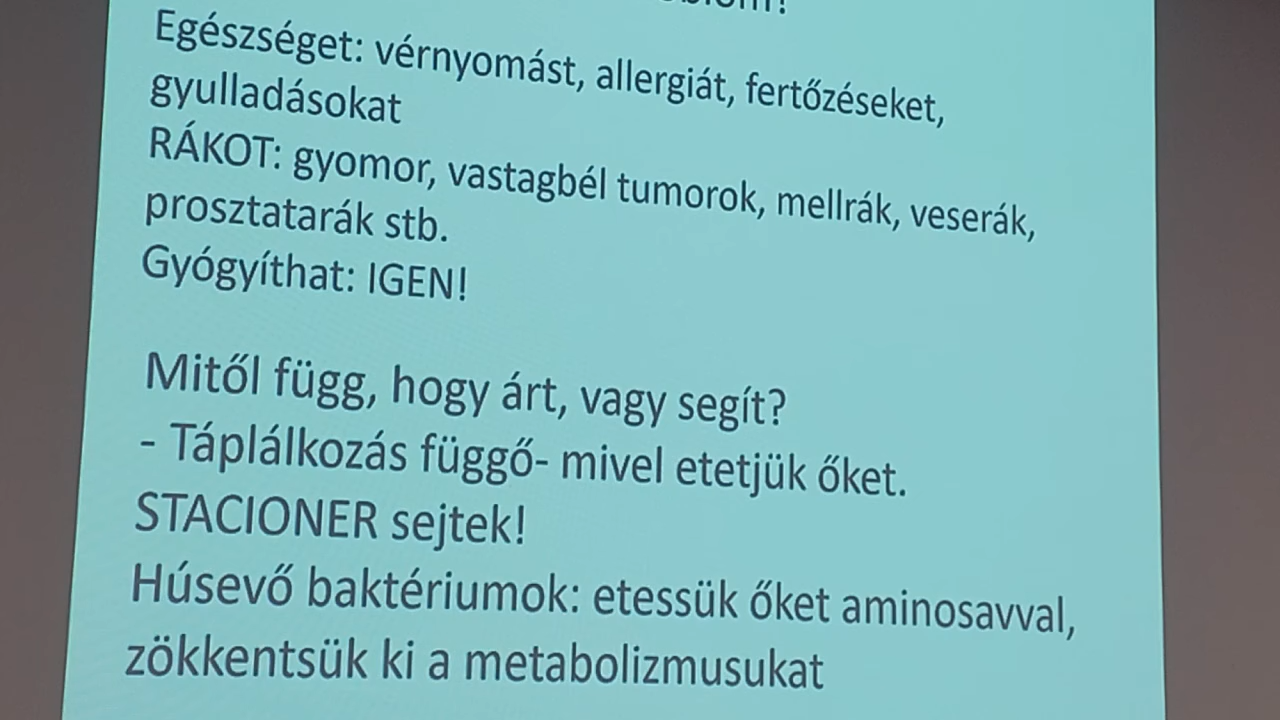 Egészséget: vérnyomást, allergiát, fertőzéseket,
gyulladásokat
RÁKOT: gyomor, vastagbél tumorok, mellrák, veserák,
prosztatarák stb.
Gyógyíthat: IGEN!
Mitől függ, hogy árt, vagy segít?
- Táplálkozás függő- mivel etetjük őket.
STACIONER sejtek!
Húsevő baktériumok: etessük őket aminosavval,
zökkentsük ki a metabolizmusukat